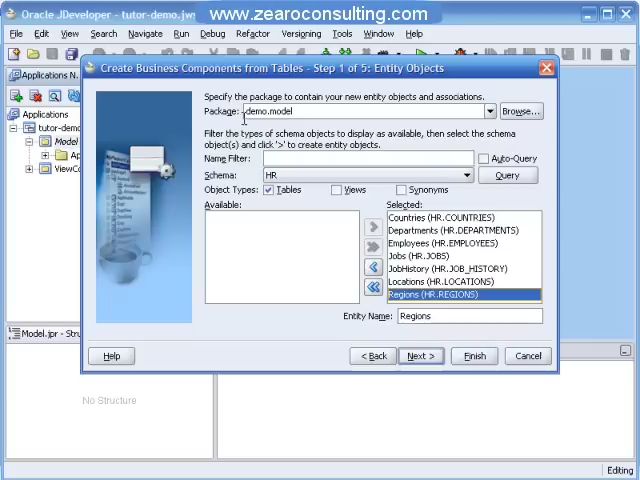 Oracle JDeveloper - tutor-demo.jws
www.zearoconsulting.com
File Edit View Search Navigate Run Debug Refactor Versioning Tools Window Help
Applications N..
Applications
tutor-demo
Model
Ap
ViewCo
Create Business Components from Tables - Step 1 of 5: Entity Objects
Specify the package to contain your new entity objects and associations.
Package: demo.model Browse...
Filter the types of schema objects to display as available, then select the schema
object(s) and click '>' to create entity objects.
Name Filter: Auto-Query
Schema: HR Query
Object Types: Tables Views Synonyms
Available: Selected:
Countries (HR.COUNTRIES)
Departments (HR.DEPARTMENTS)
Employees (HR.EMPLOYEES)
Jobs (HR.JOBS)
JobHistory (HR.JOB_HISTORY)
Locations (HR.LOCATIONS)
Regions (HR.REGIONS)
Entity Name: Regions
Help < Back Next > Finish Cancel
Model.jpr - Stru
No Structure
Editing